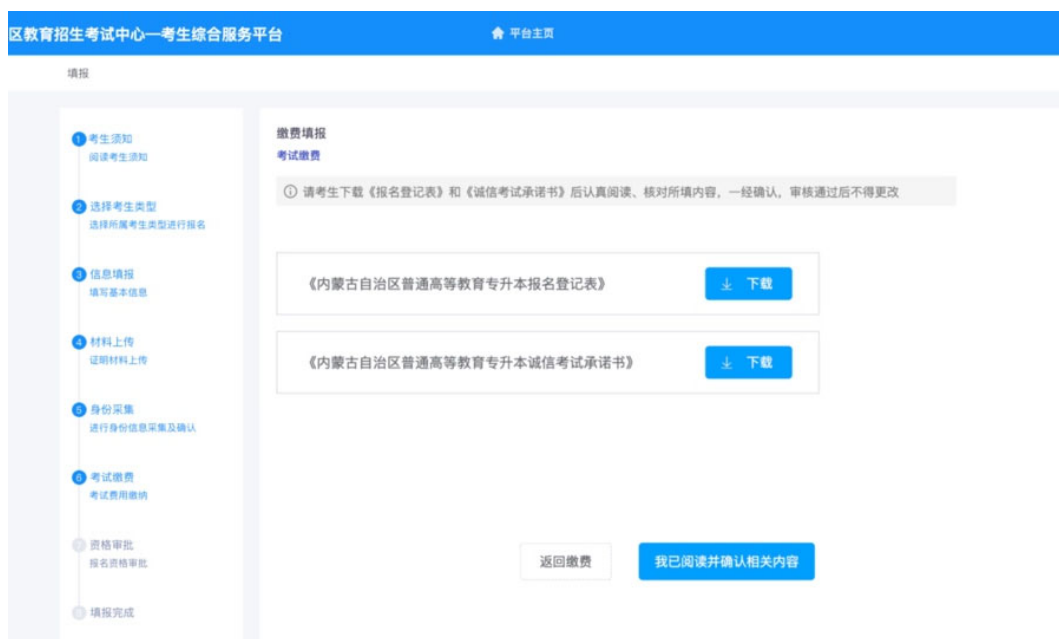 区教育招生考试中心—考生综合服务平台
平台主页
填报
1 考生须知
阅读考生须知
2 选择考生类型
选择所属考生类型进行报名
3 信息填报
填写基本信息
4 材料上传
证明材料上传
5 身份采集
进行身份信息采集及确认
6 考试缴费
考试费用缴纳
7 资格审批
报名资格审批
填报完成
缴费填报
考试缴费
请考生下载《报名登记表》和《诚信考试承诺书》后认真阅读、核对所填内容，一经确认，审核通过后不得更改
《内蒙古自治区普通高等教育专升本报名登记表》
下载
《内蒙古自治区普通高等教育专升本诚信考试承诺书》
下载
返回缴费
我已阅读并确认相关内容